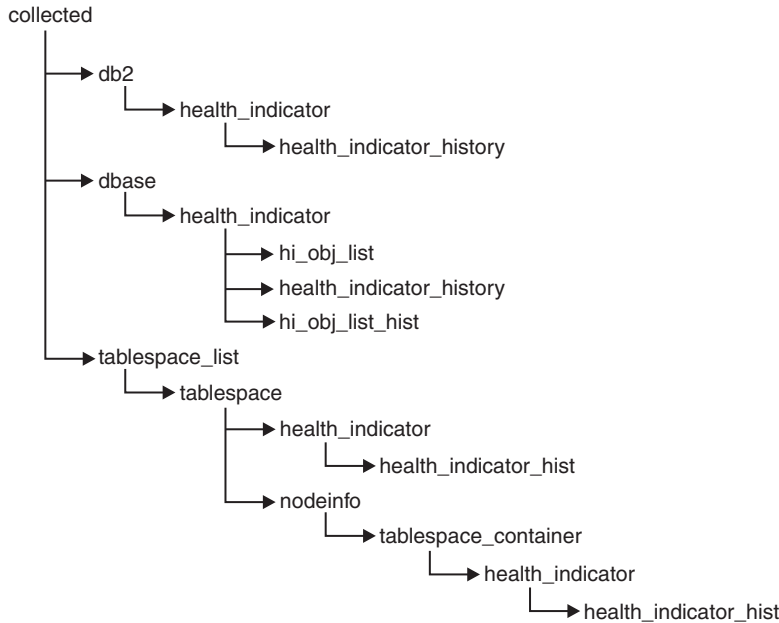 collected
db2
health_indicator
health_indicator_history
dbase
health_indicator
hi_obj_list
health_indicator_history
hi_obj_list_hist
tablespace_list
tablespace
health_indicator
health_indicator_hist
nodeinfo
tablespace_container
health_indicator
health_indicator_hist